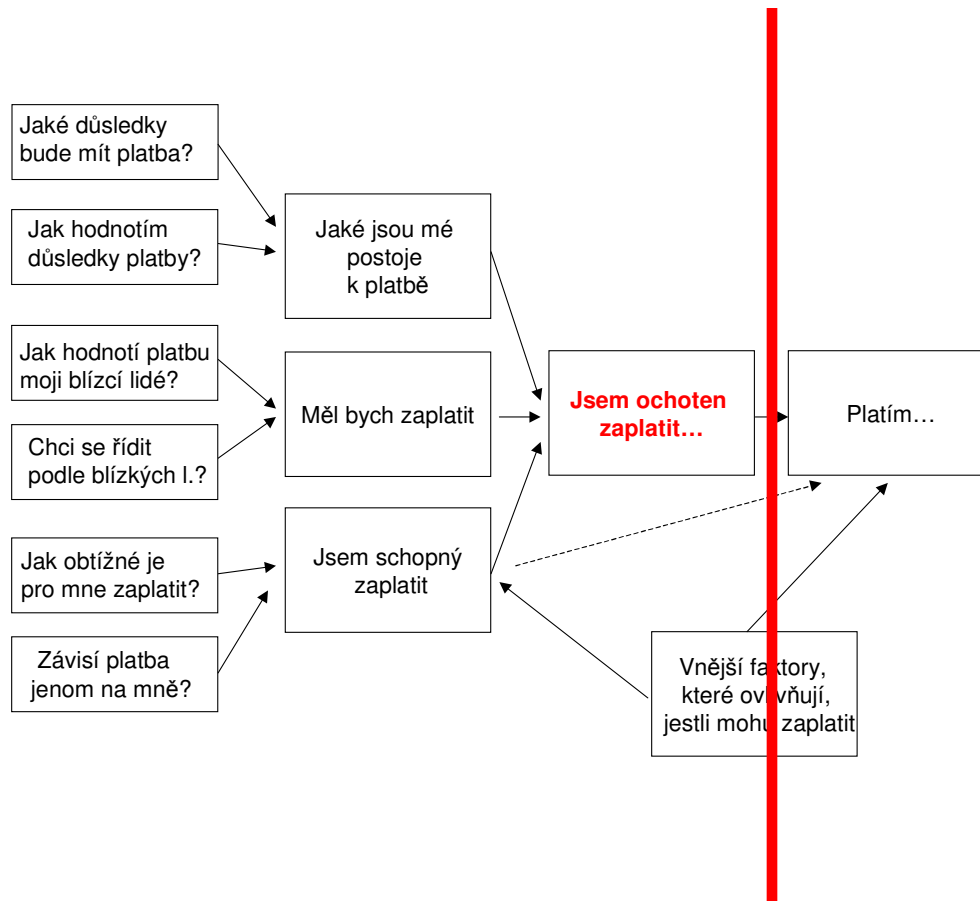 Jaké důsledky
bude mít platba?
Jak hodnotím
důsledky platby?
Jak hodnotí platbu
moji blízcí lidé?
Chci se řídit
podle blízkých l.?
Jak obtížné je
pro mne zaplatit?
Závisí platba
jenom na mně?
Jaké jsou mé
postoje
k platbě
Měl bych zaplatit
Jsem schopný
zaplatit
Jsem ochoten
zaplatit…
Platím…
Vnější faktory,
které ovlivňují,
jestli mohu zaplatit